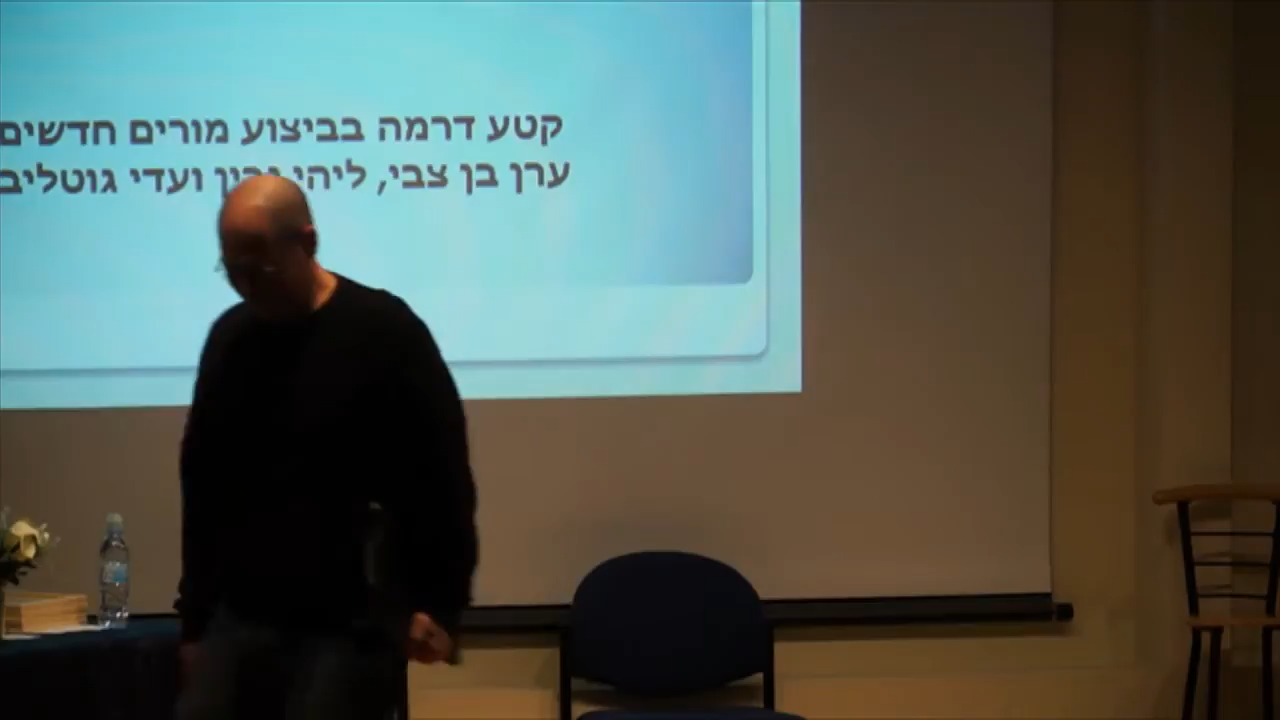 קטע דרמה בביצוע מורים חדשים
ערן בן צבי, ליהי ועדי גוטליב